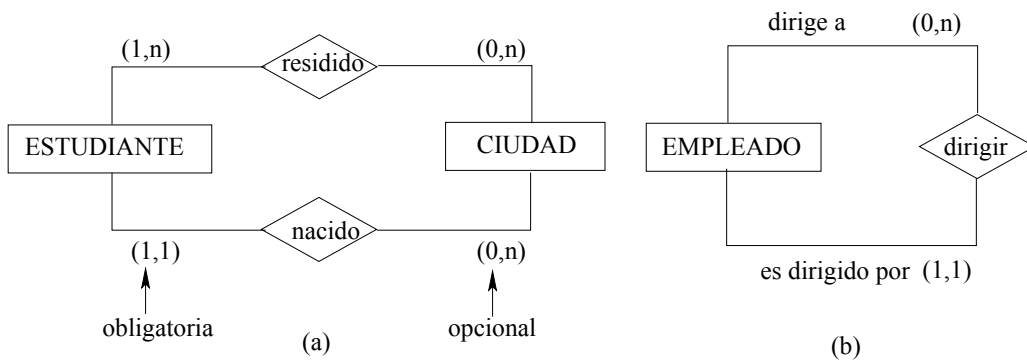 (1,n)
residido
(0,n)
ESTUDIANTE
CIUDAD
(1,1)
nacido
(0,n)
obligatoria
opcional
(a)
dirige a
(0,n)
EMPLEADO
dirigir
es dirigido por (1,1)
(b)